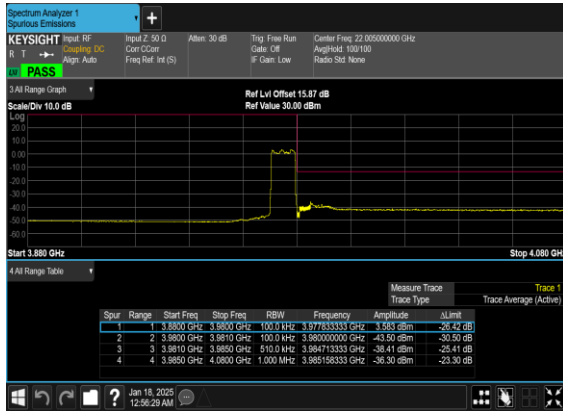 Spectrum Analyzer 1
Spurious Emissions
+
KEYSIGHT Input: RF Input Z: 50 Ω Atten: 30 dB Trig: Free Run Center Freq: 22.005000000 GHz
R T Coupling: DC Corr CCorr Gate: Off Avg|Hold: 100/100
Align: Auto Freq Ref: Int (S) IF Gain: Low Radio Std: None
LW PASS
3 All Range Graph
Ref Lvl Offset 15.87 dB
Scale/Div 10.0 dB Ref Value 30.00 dBm
Log
20.0
10.0
0.00
-10.0
-20.0
-30.0
-40.0
-50.0
-60.0
Start 3.880 GHz Stop 4.080 GH
4 All Range Table
Measure Trace Trace 1
Trace Type Trace Average (Active)
Spur Range Start Freq Stop Freq RBW Frequency Amplitude ΔLimit
1 1 3.8800 GHz 3.9800 GHz 100.0 kHz 3.977833333 GHz 3.583 dBm -26.42 dB
2 2 3.9800 GHz 3.9810 GHz 100.0 kHz 3.980000000 GHz -43.50 dBm -30.50 dB
3 3 3.9810 GHz 3.9850 GHz 510.0 kHz 3.984713333 GHz -38.41 dBm -25.41 dB
4 4 3.9850 GHz 4.0800 GHz 1.000 MHz 3.985158333 GHz -36.30 dBm -23.30 dB
? Jan 18, 2025
12:56:29 AM